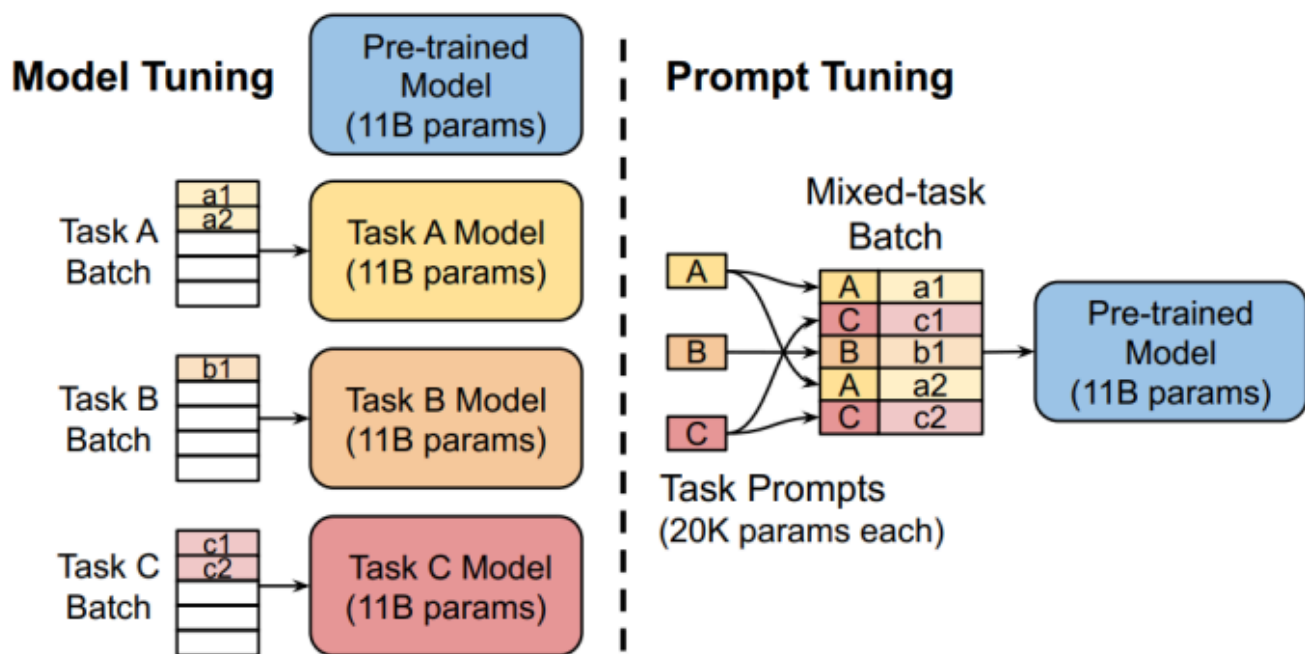 Model Tuning
Pre-trained
Model
(11B params)
Task A
Batch
a1
a2
Task A Model
(11B params)
Task B
Batch
b1
Task B Model
(11B params)
Task C
Batch
c1
c2
Task C Model
(11B params)
Prompt Tuning
Mixed-task
Batch
A
B
C
A a1
C c1
B b1
A a2
C c2
Task Prompts
(20K params each)
Pre-trained
Model
(11B params)